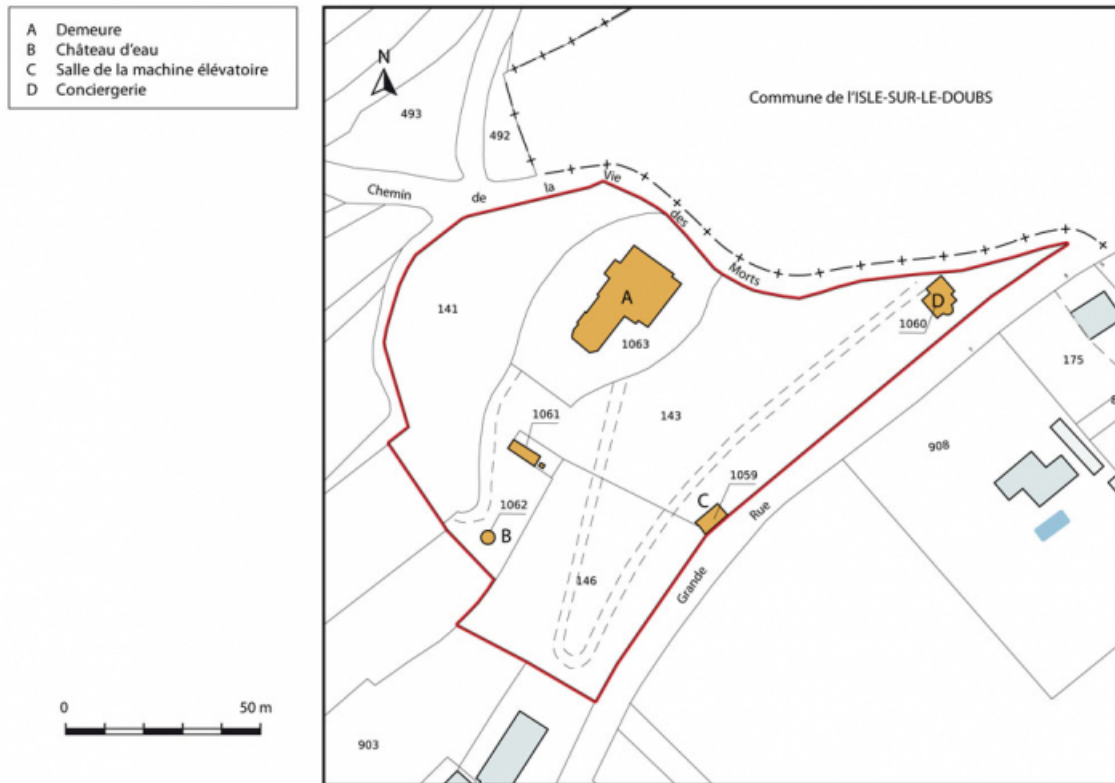 A Demeure
B Château d'eau
C Salle de la machine élévatoire
D Conciergerie
N
Commune de l'ISLE-SUR-LE-DOUBS
493
492
Chemin de la Vie des Morts
141
A
1063
D
1060
175
8
1061
143
908
1059
C
1062
B
Grande Rue
146
0 50 m
903